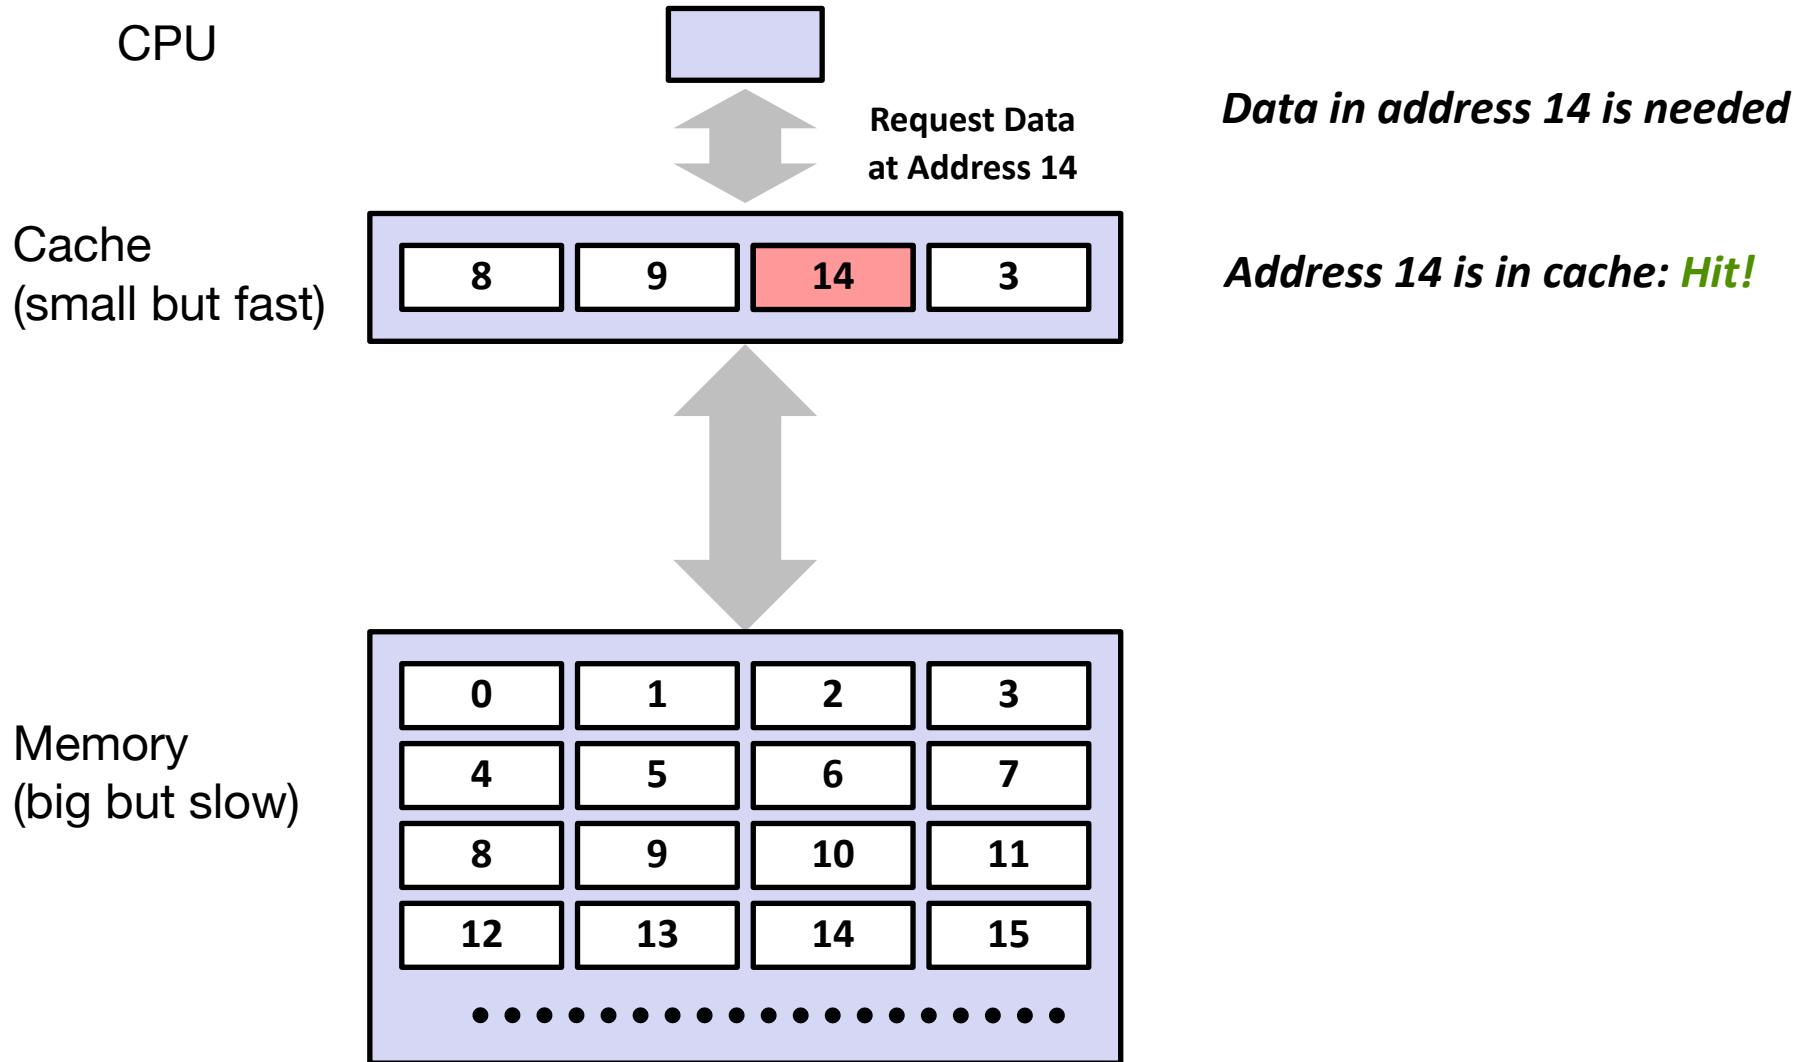 CPU
Request Data
at Address 14
Data in address 14 is needed
Cache
(small but fast)
8 9 14 3
Address 14 is in cache: Hit!
Memory
(big but slow)
0 1 2 3
4 5 6 7
8 9 10 11
12 13 14 15